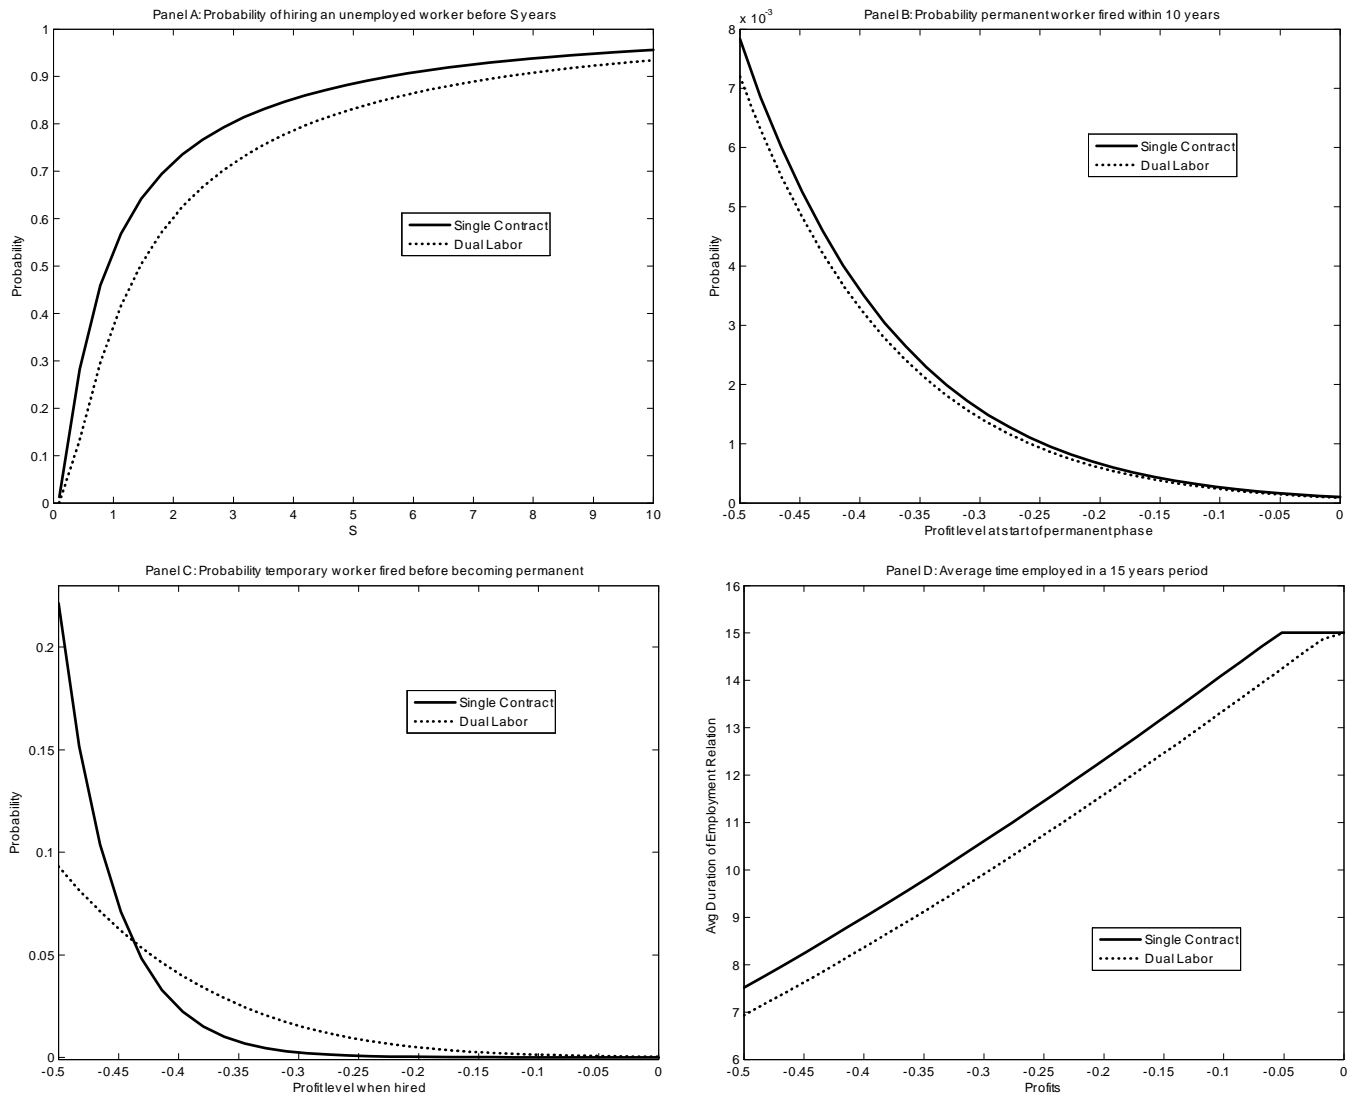 Panel A: Probability of hiring an unemployed worker before S years
1
0.9
0.8
0.7
0.6
0.5
0.4
0.3
0.2
0.1
0
Probability
Single Contract
Dual Labor
0 1 2 3 4 5 6 7 8 9 10
S
Panel B: Probability permanent worker fired within 10 years
x 10-3
8
7
6
5
4
3
2
1
0
Probability
Single Contract
Dual Labor
-0.5 -0.45 -0.4 -0.35 -0.3 -0.25 -0.2 -0.15 -0.1 -0.05 0
Profit level at start of permanent phase
Panel C: Probability temporary worker fired before becoming permanent
0.2
0.15
0.1
0.05
0
Probability
Single Contract
Dual Labor
-0.5 -0.45 -0.4 -0.35 -0.3 -0.25 -0.2 -0.15 -0.1 -0.05 0
Profit level when hired
Panel D: Average time employed in a 15 years period
16
15
14
13
12
11
10
9
8
7
6
Avg Duration of Employment Relation
Single Contract
Dual Labor
-0.5 -0.45 -0.4 -0.35 -0.3 -0.25 -0.2 -0.15 -0.1 -0.05 0
Profits